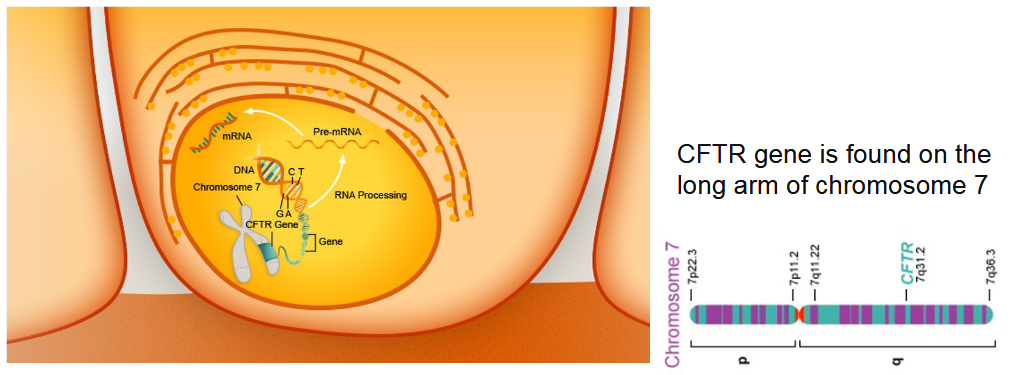 mRNA
Pre-mRNA
DNA
C T
Chromosome 7
RNA Processing
G A
CFTR Gene
Gene
CFTR gene is found on the
long arm of chromosome 7
Chromosome 7
7p22.3
7p11.2
7q11.22
CFTR
7q31.2
7q36.3
p
q